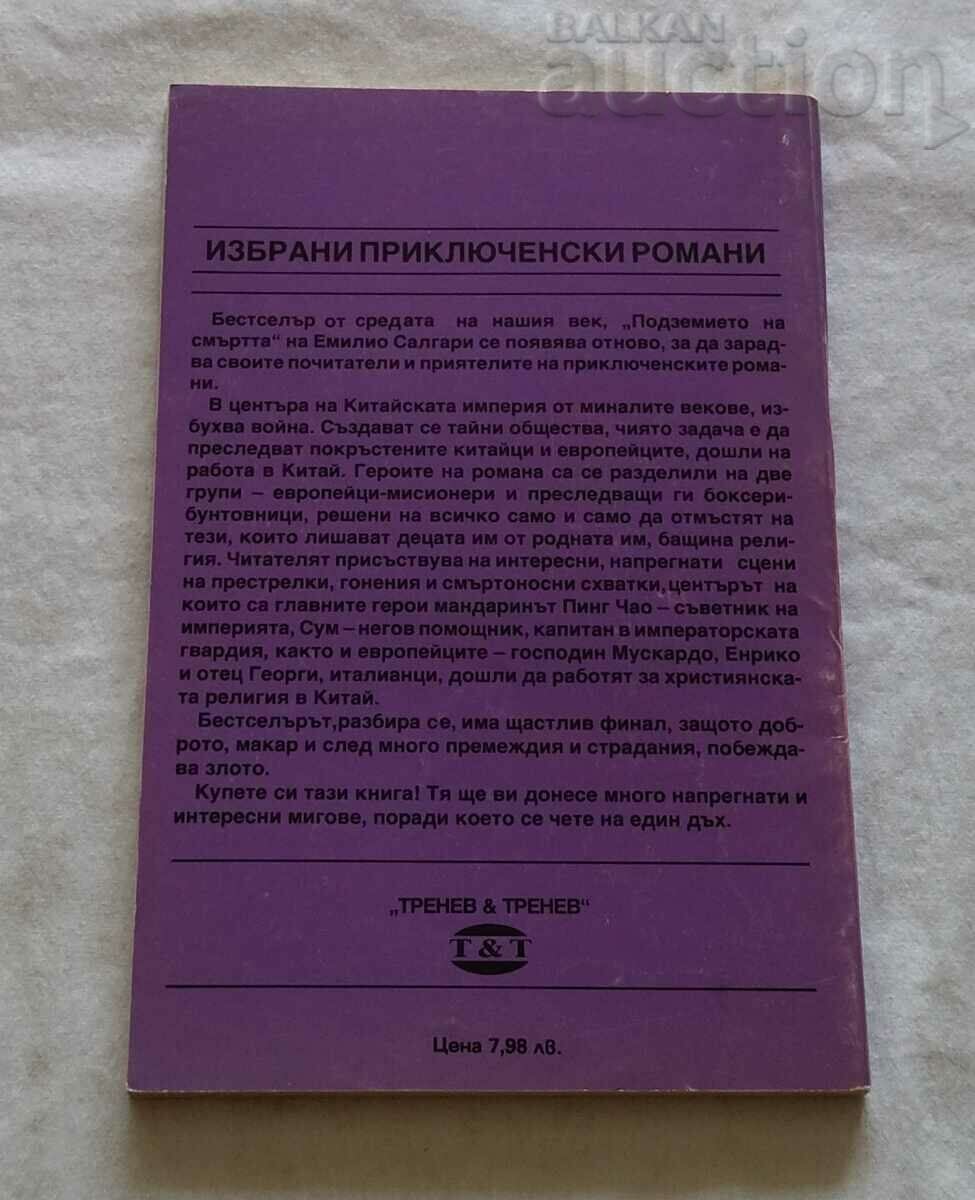 BALKAN
auction
ИЗБРАНИ ПРИКЛЮЧЕНСКИ РОМАНИ
Бестселър от средата на нашия век, „Подземието на
смъртта“ на Емилио Салгари се появява отново, за да зарад-
ва своите почитатели и приятелите на приключенските рома-
ни.
В центъра на Китайската империя от миналите векове, из-
бухва война. Създават се тайни общества, чиято задача е да
преследват покръстените китайци и европейците, дошли на
работа в Китай. Героите на романа са се разделили на две
групи – европейци-мисионери и преследващи ги боксери-
бунтовници, решени на всичко само и само да отмъстят на
тези, които лишават децата им от родната им, бащина рели-
гия. Читателят присъствува на интересни, напрегнати сцени
на престрелки, гонения и смъртоносни схватки, центърът на
които са главните герои мандаринът Пинг Чао – съветник на
империята, Сум – негов помощник, капитан в императорската
гвардия, както и европейците – господин Мускардо, Енрико
и отец Георги, италианци, дошли да работят за християнска-
та религия в Китай.
Бестселърът,разбира се, има щастлив финал, защото доб-
рото, макар и след много премеждия и страдания, побежда-
ва злото.
Купете си тази книга! Тя ще ви донесе много напрегнати и
интересни мигове, поради което се чете на един дъх.
„ТРЕНЕВ & ТРЕНЕВ“
T & T
Цена 7,98 лв.